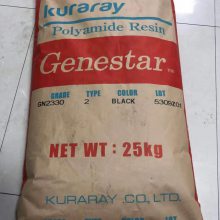 kuraray
Polyamide Resin
Genestar
GRADE TYPE COLOR LOT
GN2330 2 BLACK
NET WT: 25kg
KURARAY CO., LTD.